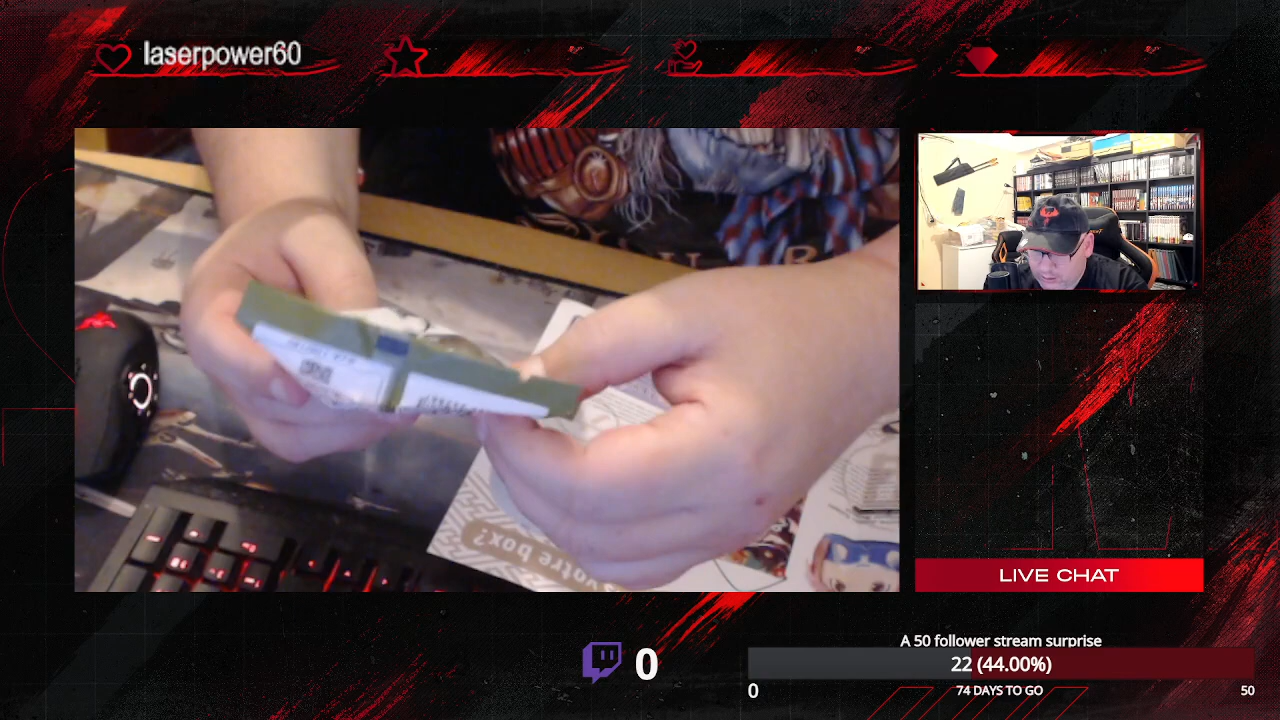 laserpower60
votre box?
LIVE CHAT
0
A 50 follower stream surprise
22 (44.00%)
0
74 DAYS TO GO
50